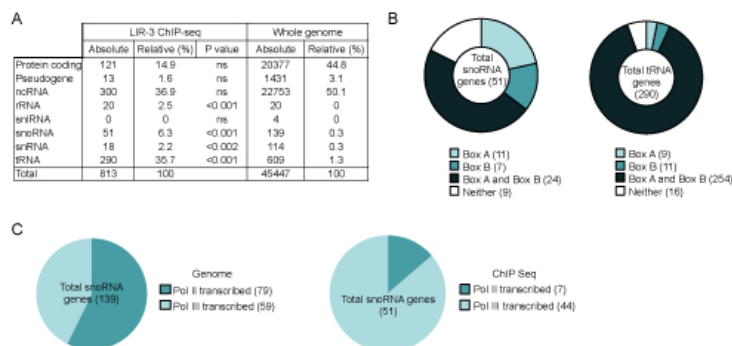 A
LIR-3 ChIP-seq Whole genome
Absolute Relative (%) P value Absolute Relative (%)
Protein coding 121 14.9 ns 20377 44.8
Pseudogene 13 1.6 ns 1431 3.1
ncRNA 300 36.9 ns 22753 50.1
rRNA 20 2.5 <0.001 20 0
snlRNA 0 0 ns 4 0
snoRNA 51 6.3 <0.001 139 0.3
snRNA 18 2.2 <0.002 114 0.3
tRNA 290 35.7 <0.001 609 1.3
Total 813 100 45447 100
B
Total
snoRNA
genes (51)
Box A (11)
Box B (7)
Box A and Box B (24)
Neither (9)
Total tRNA
genes
(290)
Box A (9)
Box B (11)
Box A and Box B (254)
Neither (16)
C
Total snoRNA
genes (139)
Genome
Pol II transcribed (79)
Pol III transcribed (59)
Total snoRNA genes
(51)
ChIP Seq
Pol II transcribed (7)
Pol III transcribed (44)